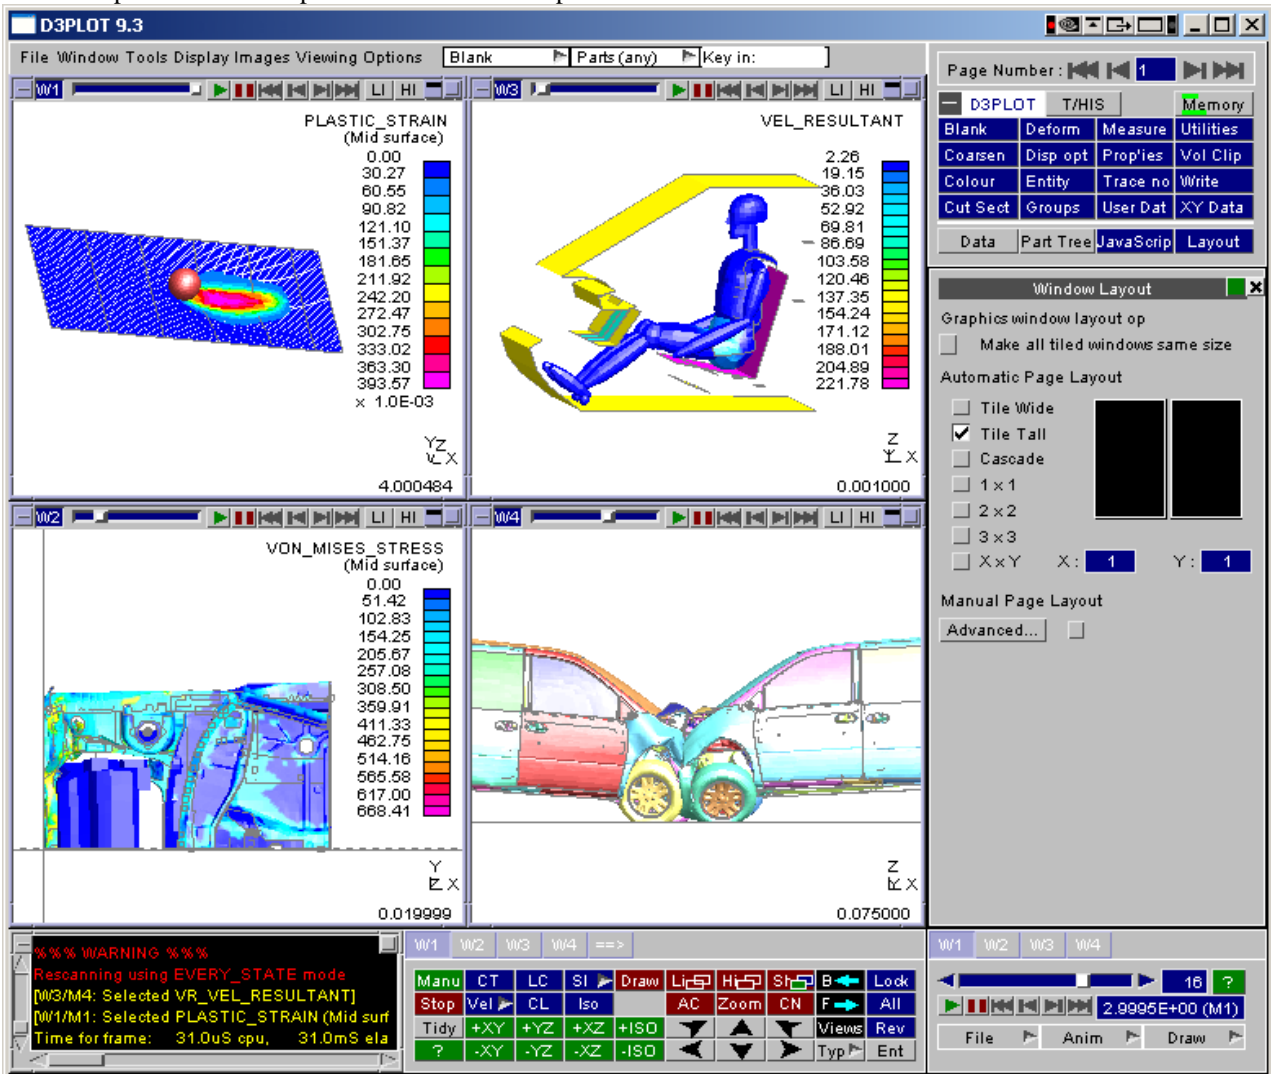 D3PLOT 9.3
File Window Tools Display Images Viewing Options Blank Parts (any) Key in:
W1 LI HI
PLASTIC_STRAIN
(Mid surface)
0.00
30.27
60.55
90.82
121.10
151.37
181.65
211.92
242.20
272.47
302.75
333.02
363.30
393.57
x 1.0E-03
Y Z X
4.000484
W3 LI HI
VEL_RESULTANT
2.26
19.15
36.03
52.92
69.81
86.69
103.58
120.46
137.35
154.24
171.12
188.01
204.89
221.78
Z
Y X
0.001000
W2 LI HI
VON_MISES_STRESS
(Mid surface)
0.00
51.42
102.83
154.25
205.67
257.08
308.50
359.91
411.33
462.75
514.16
565.58
617.00
668.41
Y
Z X
0.019999
W4 LI HI
Z
X
0.075000
Page Number : 1
D3PLOT T/HIS Memory
Blank Deform Measure Utilities
Coarsen Disp opt Prop'ies Vol Clip
Colour Entity Trace no Write
Cut Sect Groups User Dat XY Data
Data Part Tree JavaScrip Layout
Window Layout
Graphics window layout op
Make all tiled windows same size
Automatic Page Layout
Tile Wide
Tile Tall
Cascade
1 x 1
2 x 2
3 x 3
X x Y X : 1 Y : 1
Manual Page Layout
Advanced...
%%% WARNING %%%
Rescanning using EVERY_STATE mode
[W3/M4: Selected VR_VEL_RESULTANT]
[W1/M1: Selected PLASTIC_STRAIN (Mid surf
Time for frame: 31.0uS cpu, 31.0mS ela
W1 W2 W3 W4 ==>
Manu CT LC SI Draw Li Hi Sh B Lock
Stop Vel CL Iso AC Zoom CN F All
Tidy +XY +YZ +XZ +ISO Views Rev
? -XY -YZ -XZ -ISO Typ Ent
W1 W2 W3 W4
16 ?
2.9995E+00 (M1)
File Anim Draw